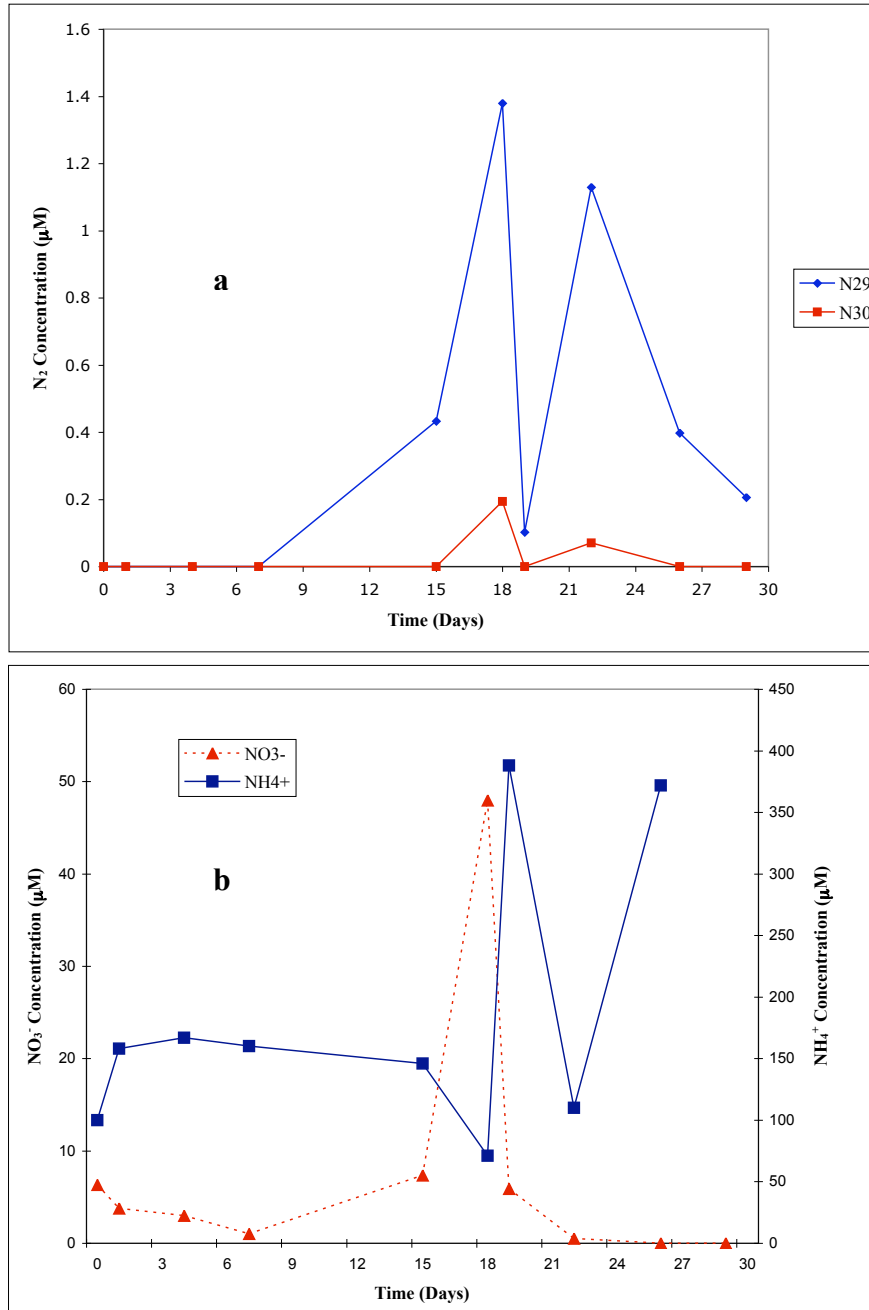 1.6
1.4
1.2
1
0.8
0.6
0.4
0.2
0
N₂ Concentration (µM)
a
N29
N30
0 3 6 9 12 15 18 21 24 27 30
Time (Days)
60
50
40
30
20
10
0
NO₃⁻ Concentration (µM)
NO3-
NH4+
b
450
400
350
300
250
200
150
100
50
0
NH₄⁺ Concentration (µM)
0 3 6 9 12 15 18 21 24 27 30
Time (Days)